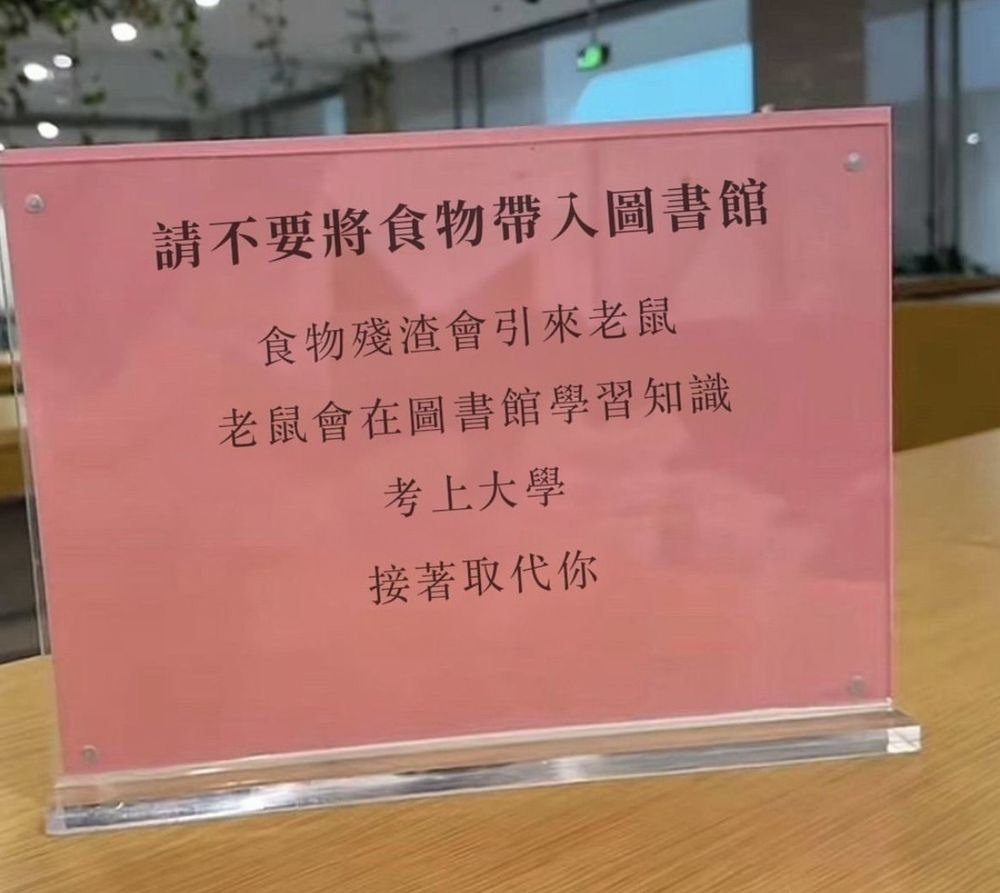 請不要將食物帶入圖書館
食物殘渣會引來老鼠
老鼠會在圖書館學習知識
考上大學
接著取代你